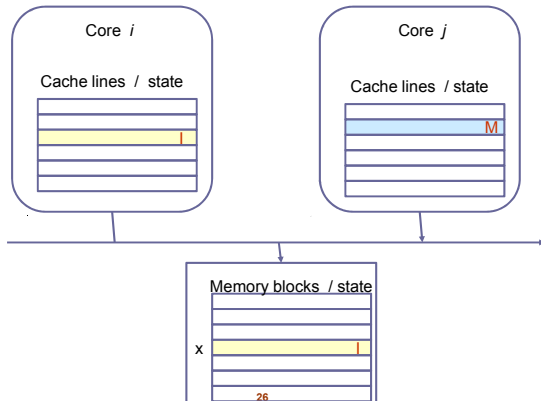 Core i
Core j
Cache lines / state
Cache lines / state
I
M
Memory blocks / state
x
I
26